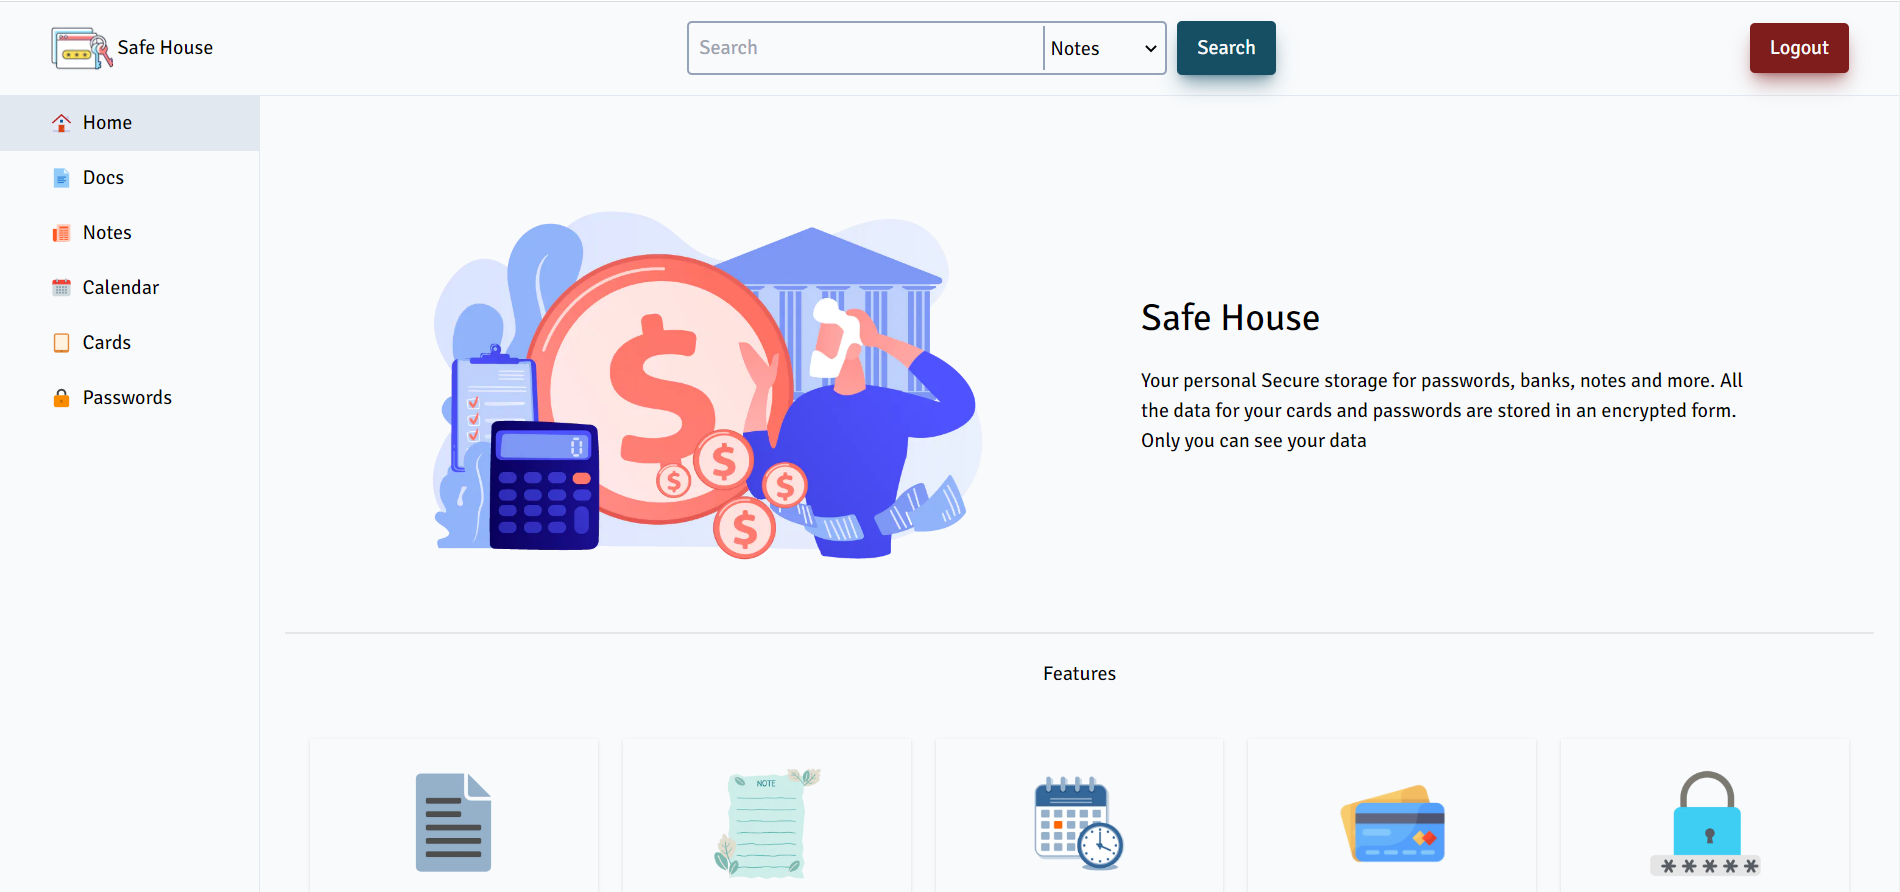 Safe House
Search
Notes
Search
Logout
Home
Docs
Notes
Calendar
Cards
Passwords
$
$
$
$
$
0
Safe House
Your personal Secure storage for passwords, banks, notes and more. All
the data for your cards and passwords are stored in an encrypted form.
Only you can see your data
Features
NOTE
*****